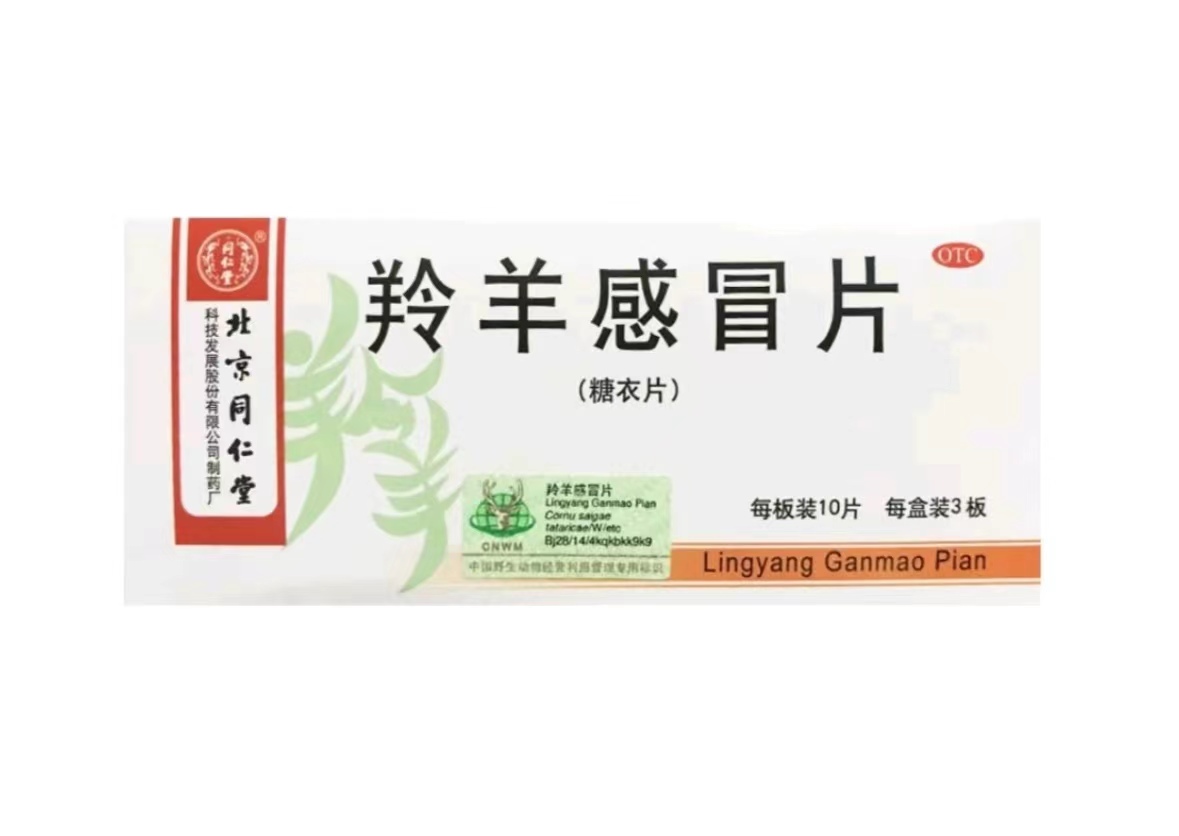 同仁堂
®
北京同仁堂
科技发展股份有限公司制药厂
羚羊感冒片
OTC
(糖衣片)
羚羊
羚羊感冒片
Lingyang Ganmao Pian
Cornu saigae
tataricae/W/etc
Bj28/14/4kqkbkk9k9
CNWM
中国野生动物经营利用管理专用标识
每板装10片 每盒装3板
Lingyang Ganmao Pian